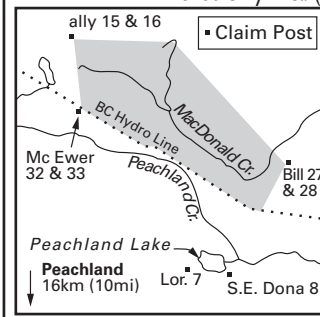 ally 15 & 16
Claim Post
BC Hydro Line
MacDonald Cr.
Mc Ewer
32 & 33
Peachland Cr.
Bill 27
& 28
Peachland Lake
Peachland
16km (10mi)
Lor. 7
S.E. Dona 8